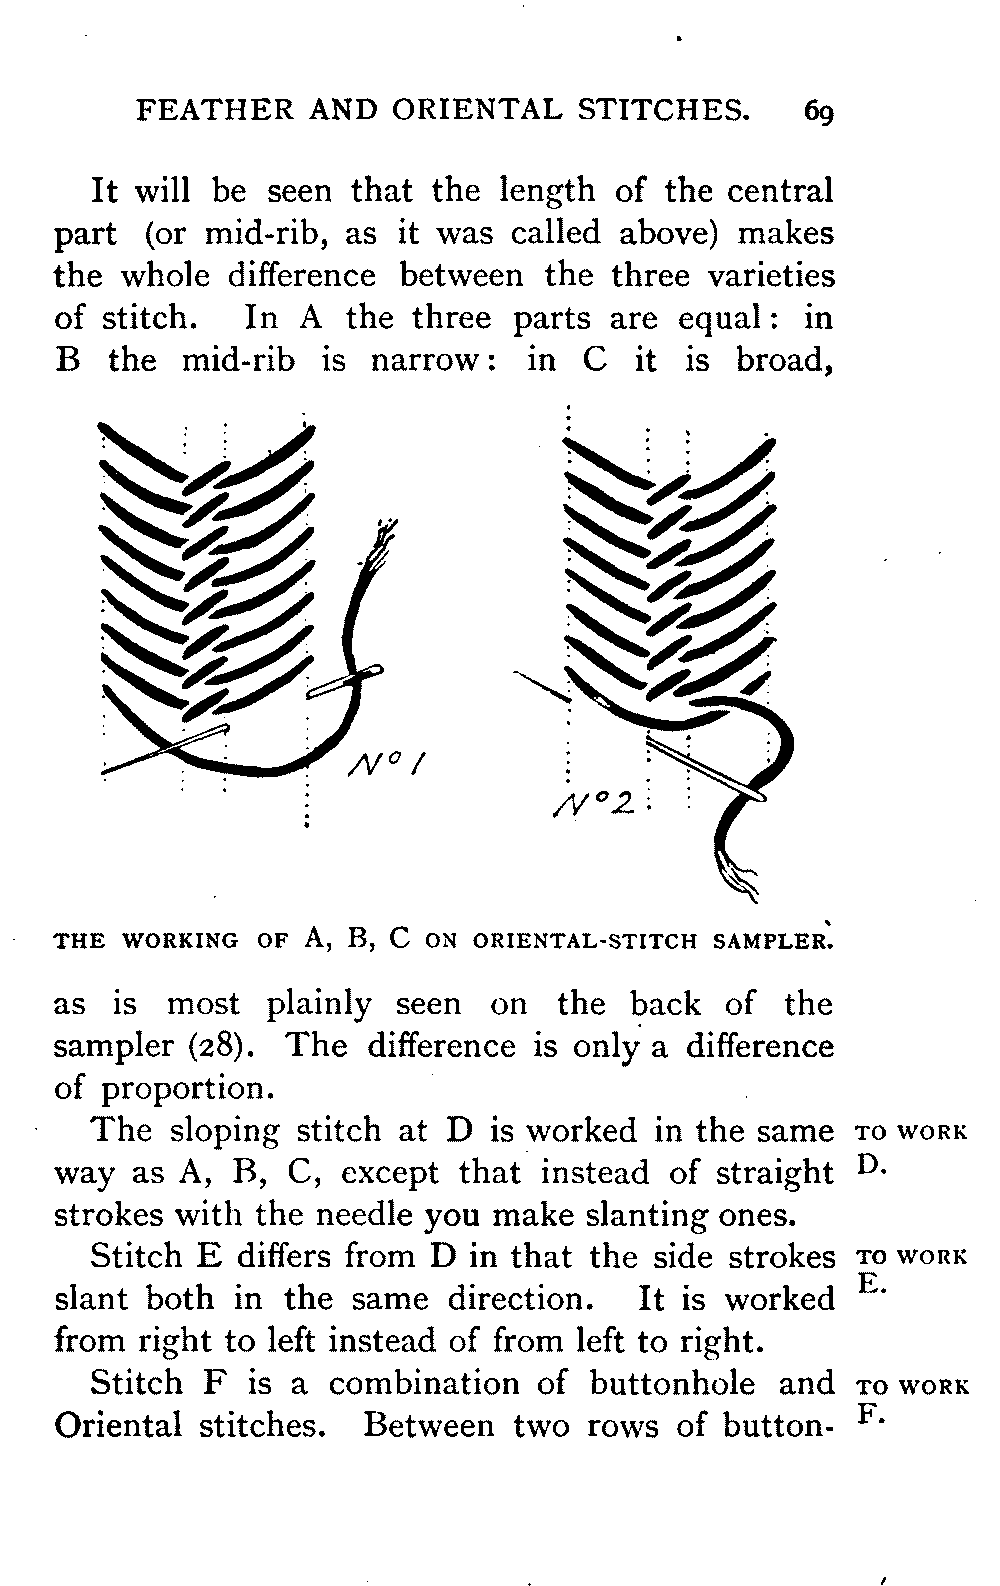 FEATHER AND ORIENTAL STITCHES. 69
It will be seen that the length of the central
part (or mid-rib, as it was called above) makes
the whole difference between the three varieties
of stitch. In A the three parts are equal: in
B the mid-rib is narrow: in C it is broad,
No 1
No 2
THE WORKING OF A, B, C ON ORIENTAL-STITCH SAMPLER.
as is most plainly seen on the back of the
sampler (28). The difference is only a difference
of proportion.
The sloping stitch at D is worked in the same
TO WORK
way as A, B, C, except that instead of straight
D.
strokes with the needle you make slanting ones.
Stitch E differs from D in that the side strokes
TO WORK
slant both in the same direction. It is worked
E.
from right to left instead of from left to right.
Stitch F is a combination of buttonhole and
TO WORK
Oriental stitches. Between two rows of button-
F.